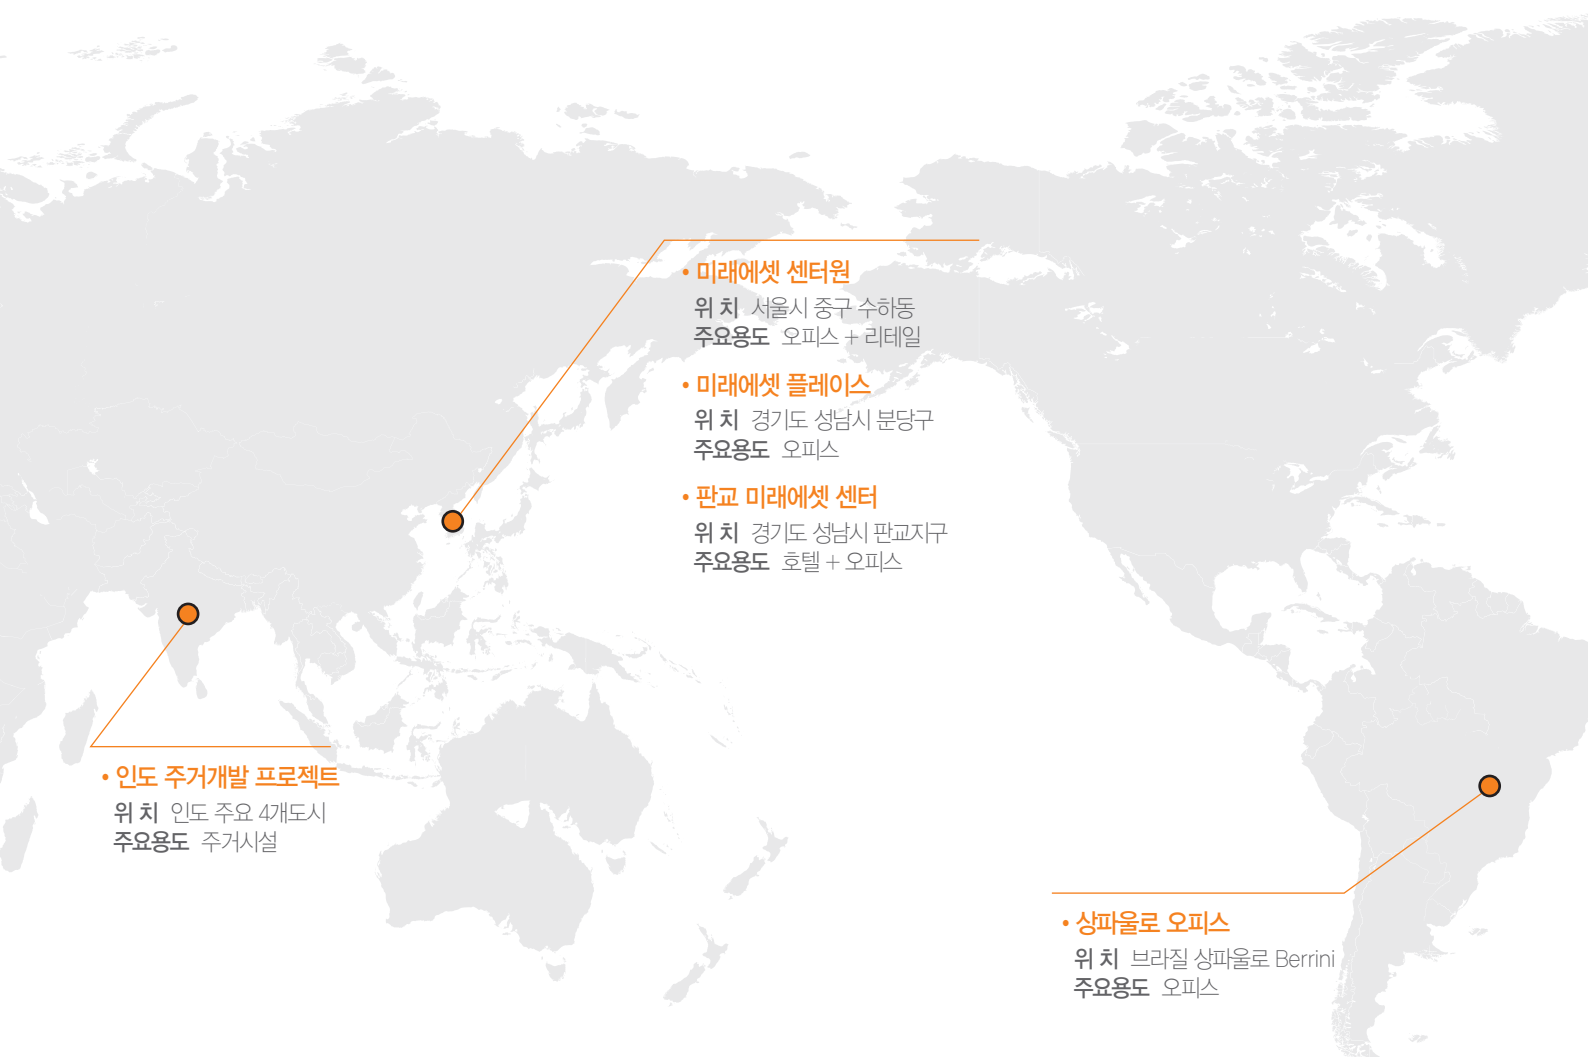 • 미래에셋 센터원
위 치 서울시 중구 수하동
주요용도 오피스 + 리테일
• 미래에셋 플레이스
위 치 경기도 성남시 분당구
주요용도 오피스
• 판교 미래에셋 센터
위 치 경기도 성남시 판교지구
주요용도 호텔 + 오피스
• 인도 주거개발 프로젝트
위 치 인도 주요 4개도시
주요용도 주거시설
• 상파울로 오피스
위 치 브라질 상파울로 Berrini
주요용도 오피스